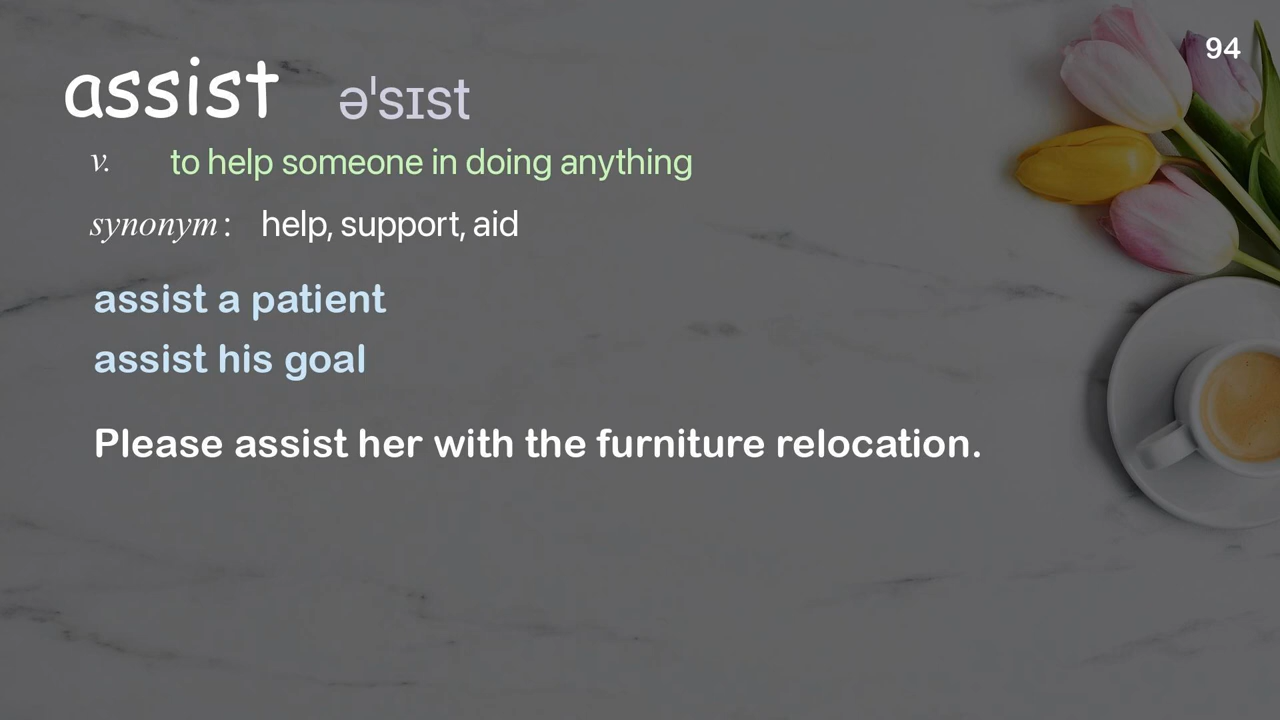 94
assist əˈsɪst
v. to help someone in doing anything
synonym: help, support, aid
assist a patient
assist his goal
Please assist her with the furniture relocation.